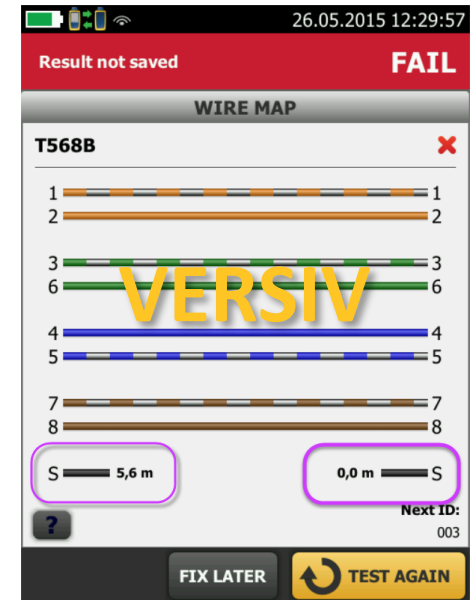 26.05.2015 12:29:57
Result not saved FAIL
WIRE MAP
T568B
1 1
2 2
3 3
6 6
VERSIV
4 4
5 5
7 7
8 8
S 5,6 m 0,0 m S
Next ID:
? 003
FIX LATER TEST AGAIN